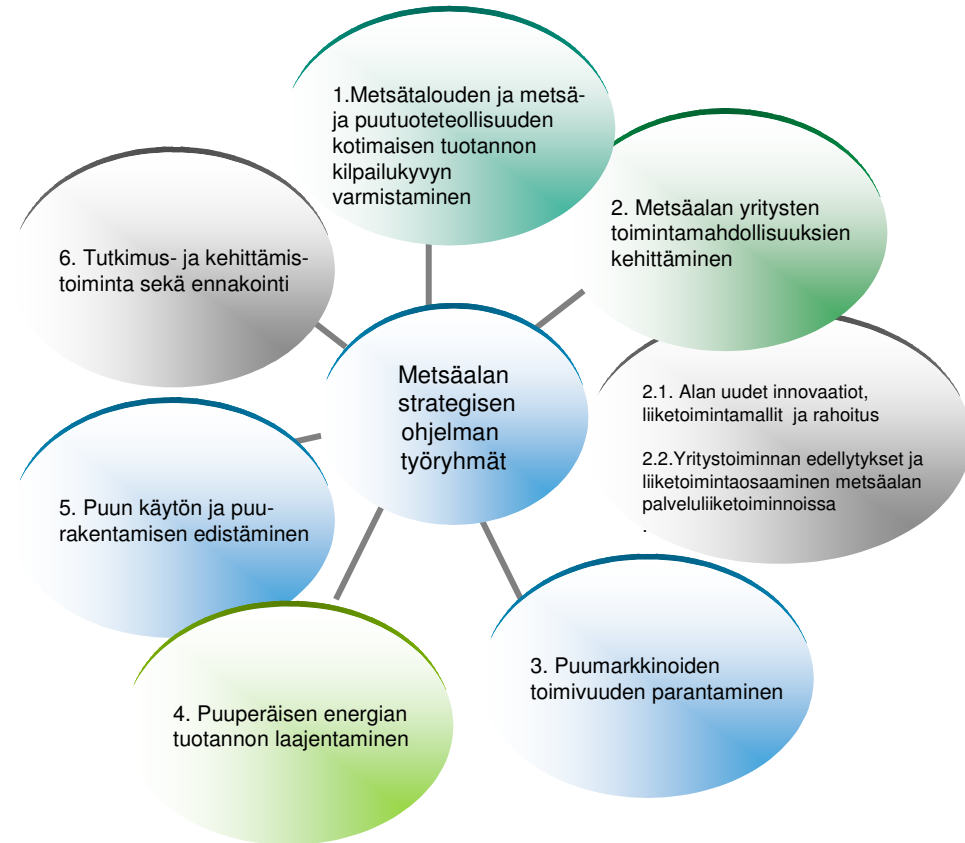 1.Metsätalouden ja metsä-
ja puutuoteteollisuuden
kotimaisen tuotannon
kilpailukyvyn
varmistaminen
2. Metsäalan yritysten
toimintamahdollisuuksien
kehittäminen
6. Tutkimus- ja kehittämis-
toiminta sekä ennakointi
Metsäalan
strategisen
ohjelman
työryhmät
2.1. Alan uudet innovaatiot,
liiketoimintamallit ja rahoitus
2.2.Yritystoiminnan edellytykset ja
liiketoimintaosaaminen metsäalan
palveluliiketoiminnoissa
.
5. Puun käytön ja puu-
rakentamisen edistäminen
3. Puumarkkinoiden
toimivuuden parantaminen
4. Puuperäisen energian
tuotannon laajentaminen